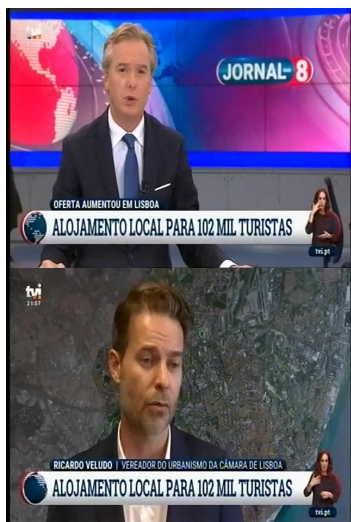 tvi
JORNAL DAS 8
OFERTA AUMENTOU EM LISBOA
ALOJAMENTO LOCAL PARA 102 MIL TURISTAS
tvi.pt
tvi
21:07
RICARDO VELUDO | VEREADOR DO URBANISMO DA CÂMARA DE LISBOA
ALOJAMENTO LOCAL PARA 102 MIL TURISTAS
tvi.pt